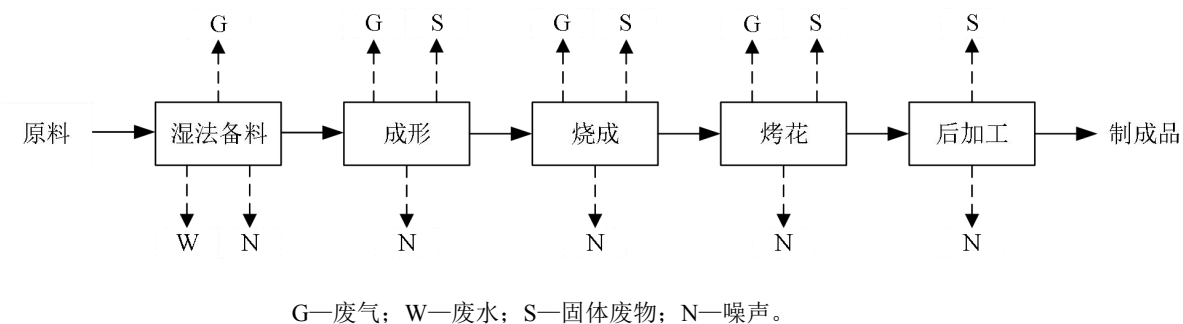 G G S G S G S S
原料 湿法备料 成形 烧成 烤花 后加工 制成品
W N N N N N
G—废气；W—废水；S—固体废物；N—噪声。